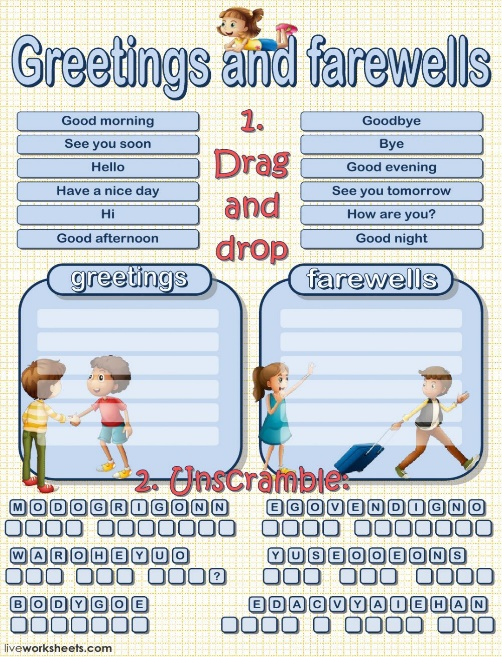 Greetings and farewells
Good morning
See you soon
Hello
Have a nice day
Hi
Good afternoon
1.
Drag
and
drop
Goodbye
Bye
Good evening
See you tomorrow
How are you?
Good night
greetings
farewells
2. Unscramble:
M O D O G R I G O N N
E G O V E N D I G N O
W A R O H E Y U O
?
Y U S E O O E O N S
B O D Y G O E
E D A C V Y A I E H A N
liveworksheets.com